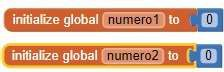 initialize global numero1 to 0
initialize global numero2 to 0